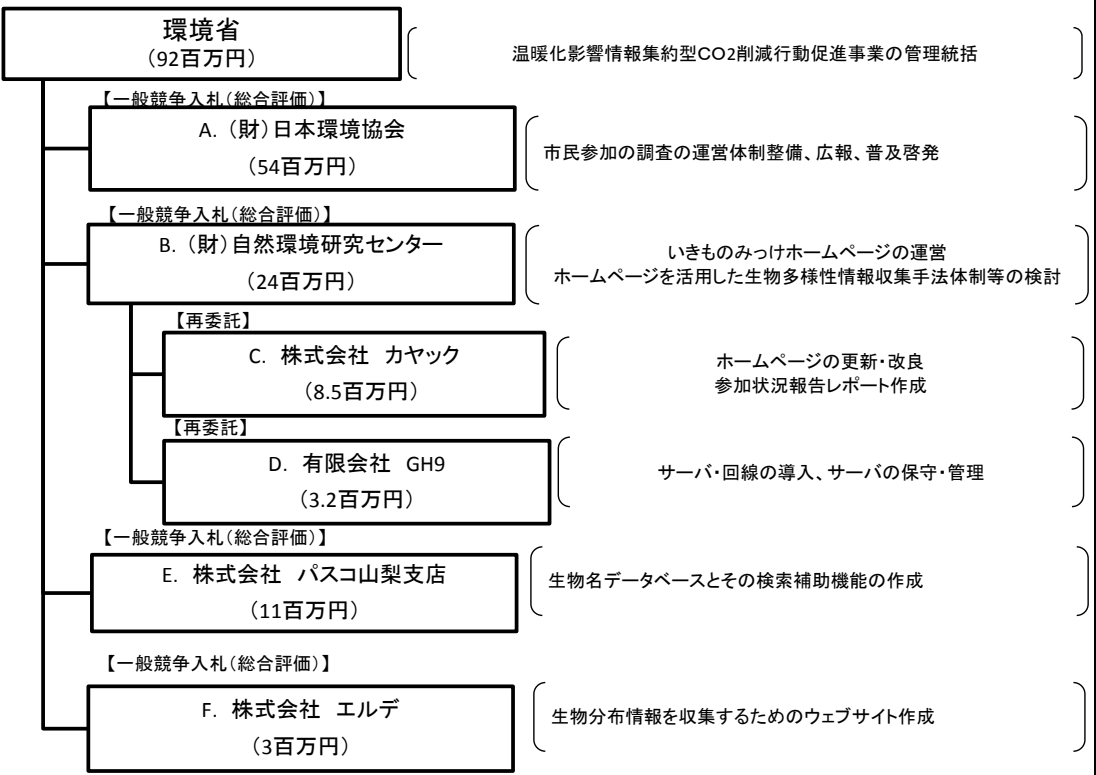 環境省
（92百万円）
温暖化影響情報集約型CO2削減行動促進事業の管理統括
【一般競争入札（総合評価）】
A. （財）日本環境協会
（54百万円）
市民参加の調査の運営体制整備、広報、普及啓発
【一般競争入札（総合評価）】
B. （財）自然環境研究センター
（24百万円）
いきものみっけホームページの運営
ホームページを活用した生物多様性情報収集手法体制等の検討
【再委託】
C. 株式会社 カヤック
（8.5百万円）
ホームページの更新・改良
参加状況報告レポート作成
【再委託】
D. 有限会社 GH9
（3.2百万円）
サーバ・回線の導入、サーバの保守・管理
【一般競争入札（総合評価）】
E. 株式会社 パスコ山梨支店
（11百万円）
生物名データベースとその検索補助機能の作成
【一般競争入札（総合評価）】
F. 株式会社 エルデ
（3百万円）
生物分布情報を収集するためのウェブサイト作成